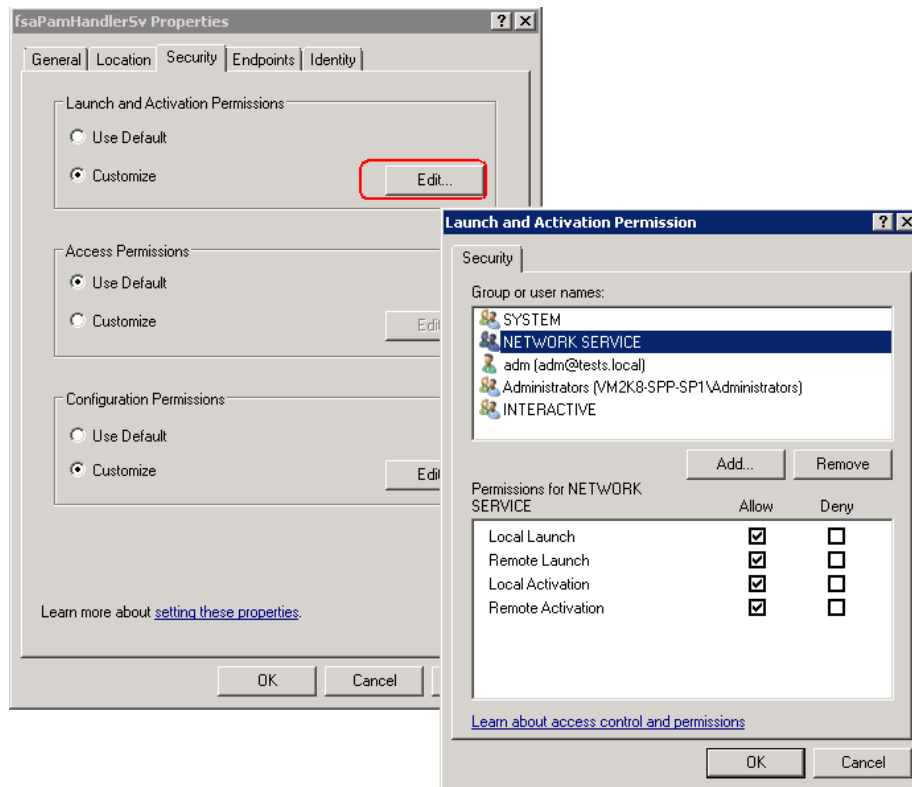 fsaPamHandlerSv Properties
General Location Security Endpoints Identity
Launch and Activation Permissions
Use Default
Customize
Edit...
Access Permissions
Use Default
Customize
Edi
Configuration Permissions
Use Default
Customize
Edi
Learn more about setting these properties.
OK Cancel
Launch and Activation Permission
Security
Group or user names:
SYSTEM
NETWORK SERVICE
adm (adm@tests.local)
Administrators (VM2K8-SPP-SP1\Administrators)
INTERACTIVE
Add... Remove
Permissions for NETWORK
SERVICE Allow Deny
Local Launch
Remote Launch
Local Activation
Remote Activation
Learn about access control and permissions
OK Cancel